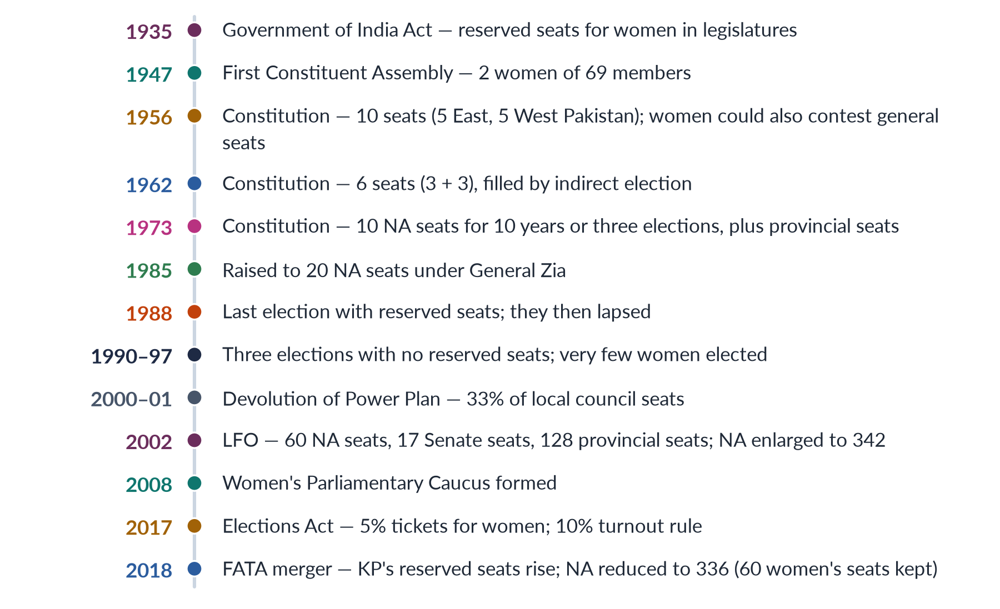 1935 Government of India Act — reserved seats for women in legislatures
1947 First Constituent Assembly — 2 women of 69 members
1956 Constitution — 10 seats (5 East, 5 West Pakistan); women could also contest general
seats
1962 Constitution — 6 seats (3 + 3), filled by indirect election
1973 Constitution — 10 NA seats for 10 years or three elections, plus provincial seats
1985 Raised to 20 NA seats under General Zia
1988 Last election with reserved seats; they then lapsed
1990–97 Three elections with no reserved seats; very few women elected
2000–01 Devolution of Power Plan — 33% of local council seats
2002 LFO — 60 NA seats, 17 Senate seats, 128 provincial seats; NA enlarged to 342
2008 Women's Parliamentary Caucus formed
2017 Elections Act — 5% tickets for women; 10% turnout rule
2018 FATA merger — KP's reserved seats rise; NA reduced to 336 (60 women's seats kept)